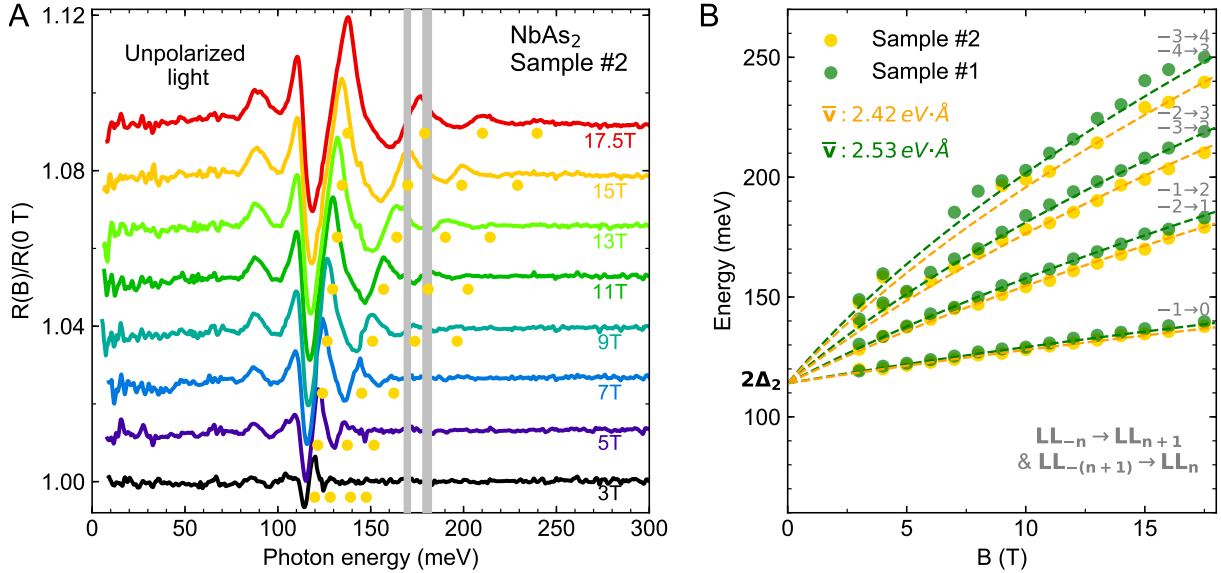 A
R(B)/R(0 T)
1.12
1.08
1.04
1.00
Unpolarized
light
NbAs₂
Sample #2
17.5T
15T
13T
11T
9T
7T
5T
3T
0 50 100 150 200 250 300
Photon energy (meV)
B
Energy (meV)
250
200
150
2Δ₂
100
Sample #2
Sample #1
v̅ : 2.42 eV·Å
v̅ : 2.53 eV·Å
−3→4
−4→3
−2→3
−3→2
−1→2
−2→1
−1→0
LL₋ₙ → LLₙ₊₁
& LL₋₍ₙ₊₁₎ → LLₙ
0 5 10 15
B (T)